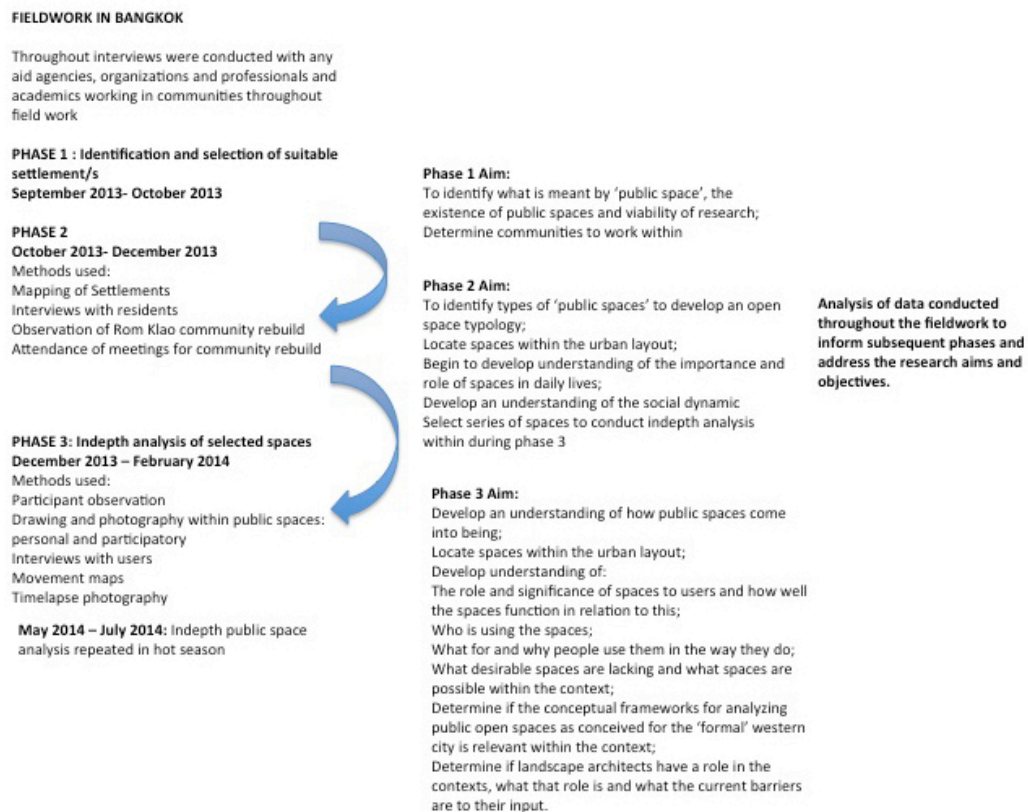 FIELDWORK IN BANGKOK
Throughout interviews were conducted with any
aid agencies, organizations and professionals and
academics working in communities throughout
field work
PHASE 1 : Identification and selection of suitable
settlement/s
September 2013- October 2013
PHASE 2
October 2013- December 2013
Methods used:
Mapping of Settlements
Interviews with residents
Observation of Rom Klao community rebuild
Attendance of meetings for community rebuild
PHASE 3: Indepth analysis of selected spaces
December 2013 – February 2014
Methods used:
Participant observation
Drawing and photography within public spaces:
personal and participatory
Interviews with users
Movement maps
Timelapse photography
May 2014 – July 2014: Indepth public space
analysis repeated in hot season
Phase 1 Aim:
To identify what is meant by ‘public space’, the
existence of public spaces and viability of research;
Determine communities to work within
Phase 2 Aim:
To identify types of ‘public spaces’ to develop an open
space typology;
Locate spaces within the urban layout;
Begin to develop understanding of the importance and
role of spaces in daily lives;
Develop an understanding of the social dynamic
Select series of spaces to conduct indepth analysis
within during phase 3
Phase 3 Aim:
Develop an understanding of how public spaces come
into being;
Locate spaces within the urban layout;
Develop understanding of:
The role and significance of spaces to users and how well
the spaces function in relation to this;
Who is using the spaces;
What for and why people use them in the way they do;
What desirable spaces are lacking and what spaces are
possible within the context;
Determine if the conceptual frameworks for analyzing
public open spaces as conceived for the ‘formal’ western
city is relevant within the context;
Determine if landscape architects have a role in the
contexts, what that role is and what the current barriers
are to their input.
Analysis of data conducted
throughout the fieldwork to
inform subsequent phases and
address the research aims and
objectives.